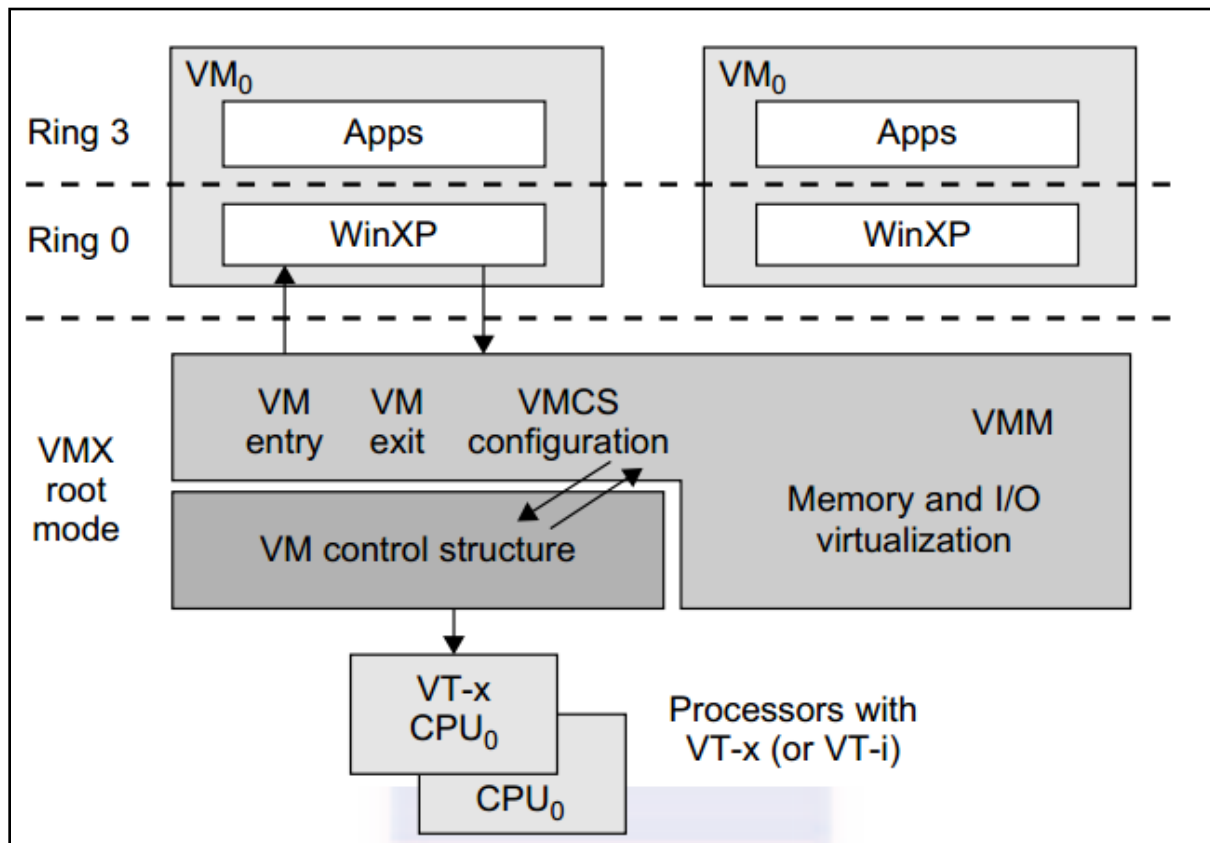 VM₀
VM₀
Ring 3
Apps
Apps
Ring 0
WinXP
WinXP
VMX
root
mode
VM
entry
VM
exit
VMCS
configuration
VMM
Memory and I/O
virtualization
VM control structure
VT-x
CPU₀
CPU₀
Processors with
VT-x (or VT-i)